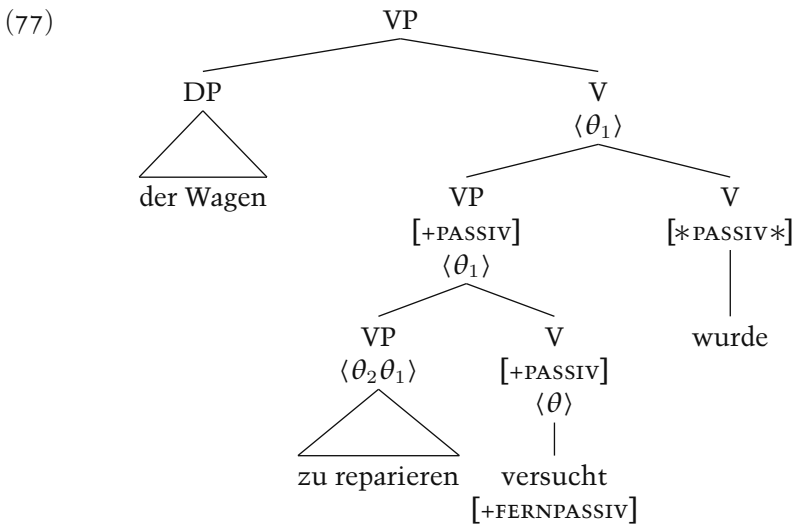 (77)
VP
DP V
⟨θ₁⟩
der Wagen
VP V
[+PASSIV] [∗PASSIV∗]
⟨θ₁⟩
VP V wurde
⟨θ₂θ₁⟩ [+PASSIV]
⟨θ⟩
zu reparieren versucht
[+FERNPASSIV]